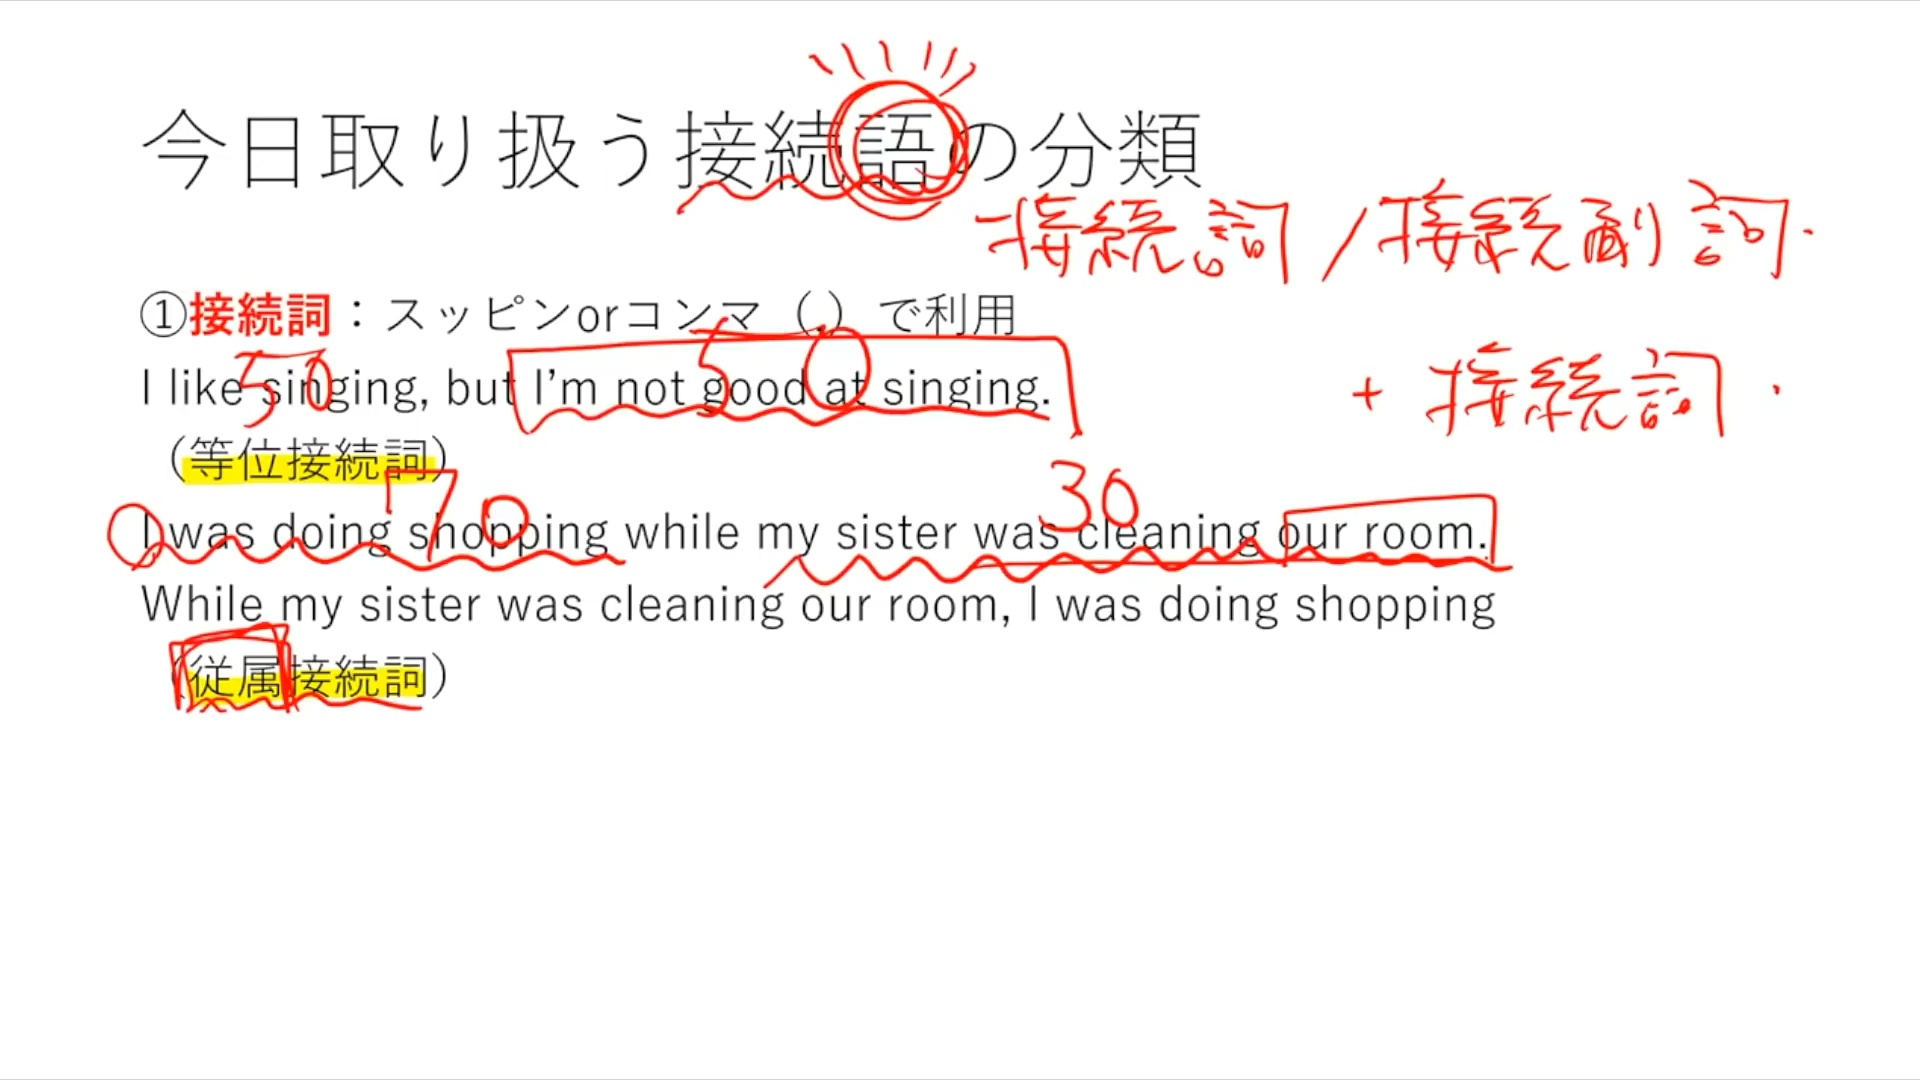 今日取り扱う接続語の分類
接続詞/接続副詞.
①接続詞：スッピンorコンマ（,）で利用
50 50
I like singing, but I'm not good at singing.
+ 接続詞.
（等位接続詞）
70 30
I was doing shopping while my sister was cleaning our room.
While my sister was cleaning our room, I was doing shopping
（従属接続詞）